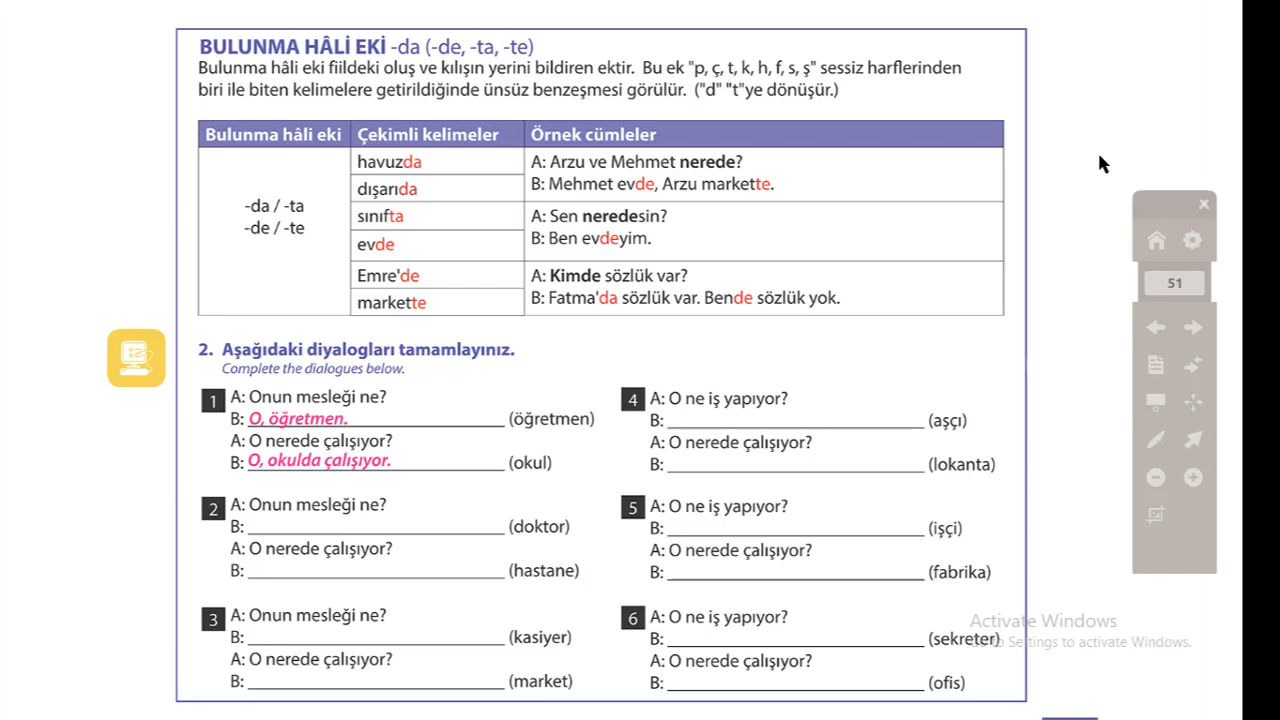 BULUNMA HÂLİ EKİ -da (-de, -ta, -te)
Bulunma hâli eki fiildeki oluş ve kılışın yerini bildiren ektir. Bu ek "p, ç, t, k, h, f, s, ş" sessiz harflerinden
biri ile biten kelimelere getirildiğinde ünsüz benzeşmesi görülür. ("d" "t"ye dönüşür.)
Bulunma hâli eki Çekimli kelimeler Örnek cümleler
-da / -ta
-de / -te
havuzda
dışarıda
sınıfta
evde
Emre'de
markette
A: Arzu ve Mehmet nerede?
B: Mehmet evde, Arzu markette.
A: Sen neredesin?
B: Ben evdeyim.
A: Kimde sözlük var?
B: Fatma'da sözlük var. Bende sözlük yok.
2. Aşağıdaki diyalogları tamamlayınız.
Complete the dialogues below.
1 A: Onun mesleği ne?
B: O, öğretmen. (öğretmen)
A: O nerede çalışıyor?
B: O, okulda çalışıyor. (okul)
2 A: Onun mesleği ne?
B: (doktor)
A: O nerede çalışıyor?
B: (hastane)
3 A: Onun mesleği ne?
B: (kasiyer)
A: O nerede çalışıyor?
B: (market)
4 A: O ne iş yapıyor?
B: (aşçı)
A: O nerede çalışıyor?
B: (lokanta)
5 A: O ne iş yapıyor?
B: (işçi)
A: O nerede çalışıyor?
B: (fabrika)
6 A: O ne iş yapıyor?
B: (sekreter)
A: O nerede çalışıyor?
B: (ofis)
51
Activate Windows
Go to Settings to activate Windows.